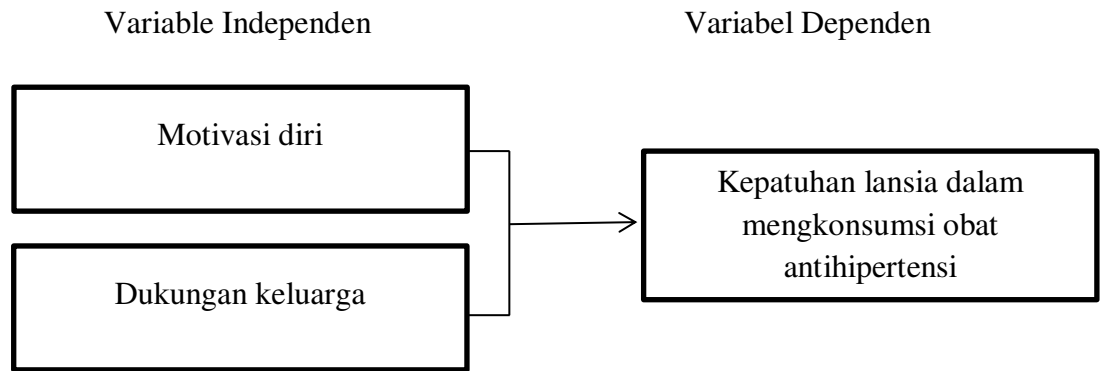 Variable Independen
Variabel Dependen
Motivasi diri
Kepatuhan lansia dalam
mengkonsumsi obat
antihipertensi
Dukungan keluarga